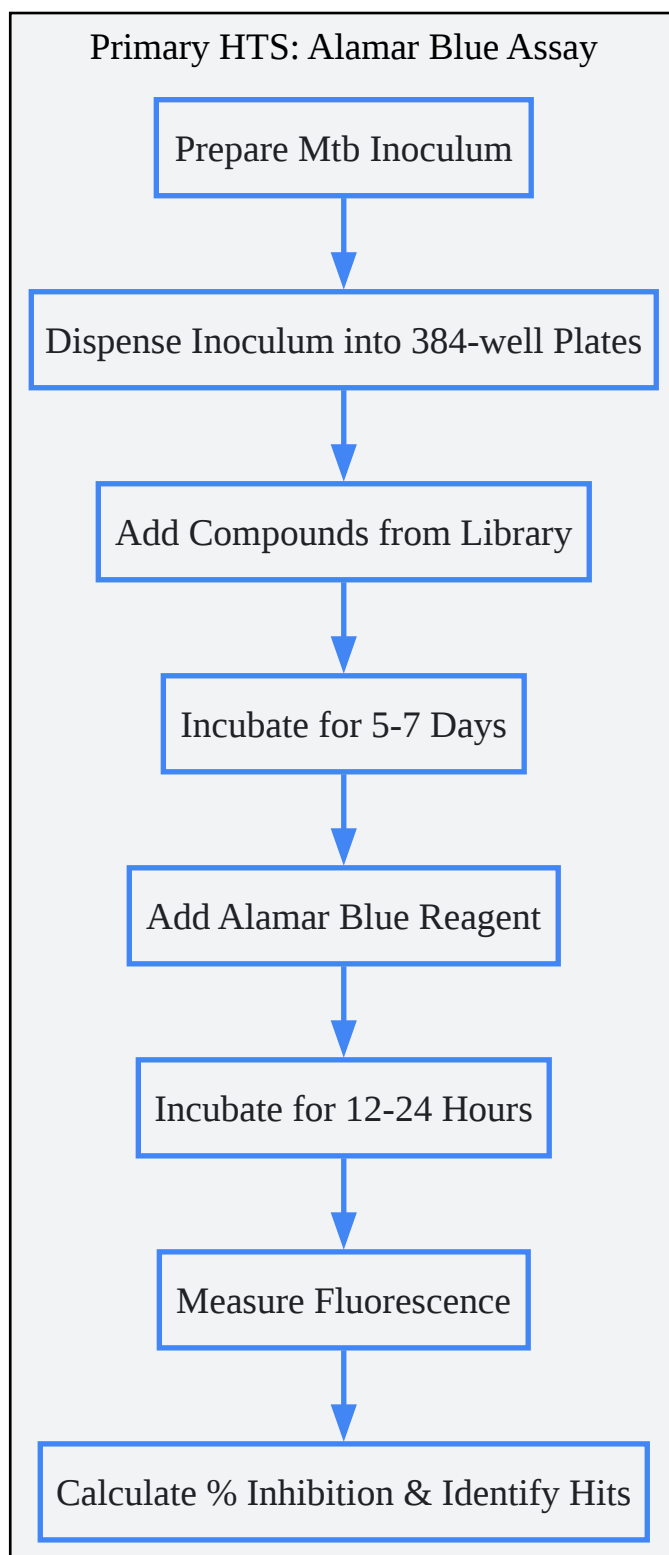 Primary HTS: Alamar Blue Assay
Prepare Mtb Inoculum
Dispense Inoculum into 384-well Plates
Add Compounds from Library
Incubate for 5-7 Days
Add Alamar Blue Reagent
Incubate for 12-24 Hours
Measure Fluorescence
Calculate % Inhibition & Identify Hits